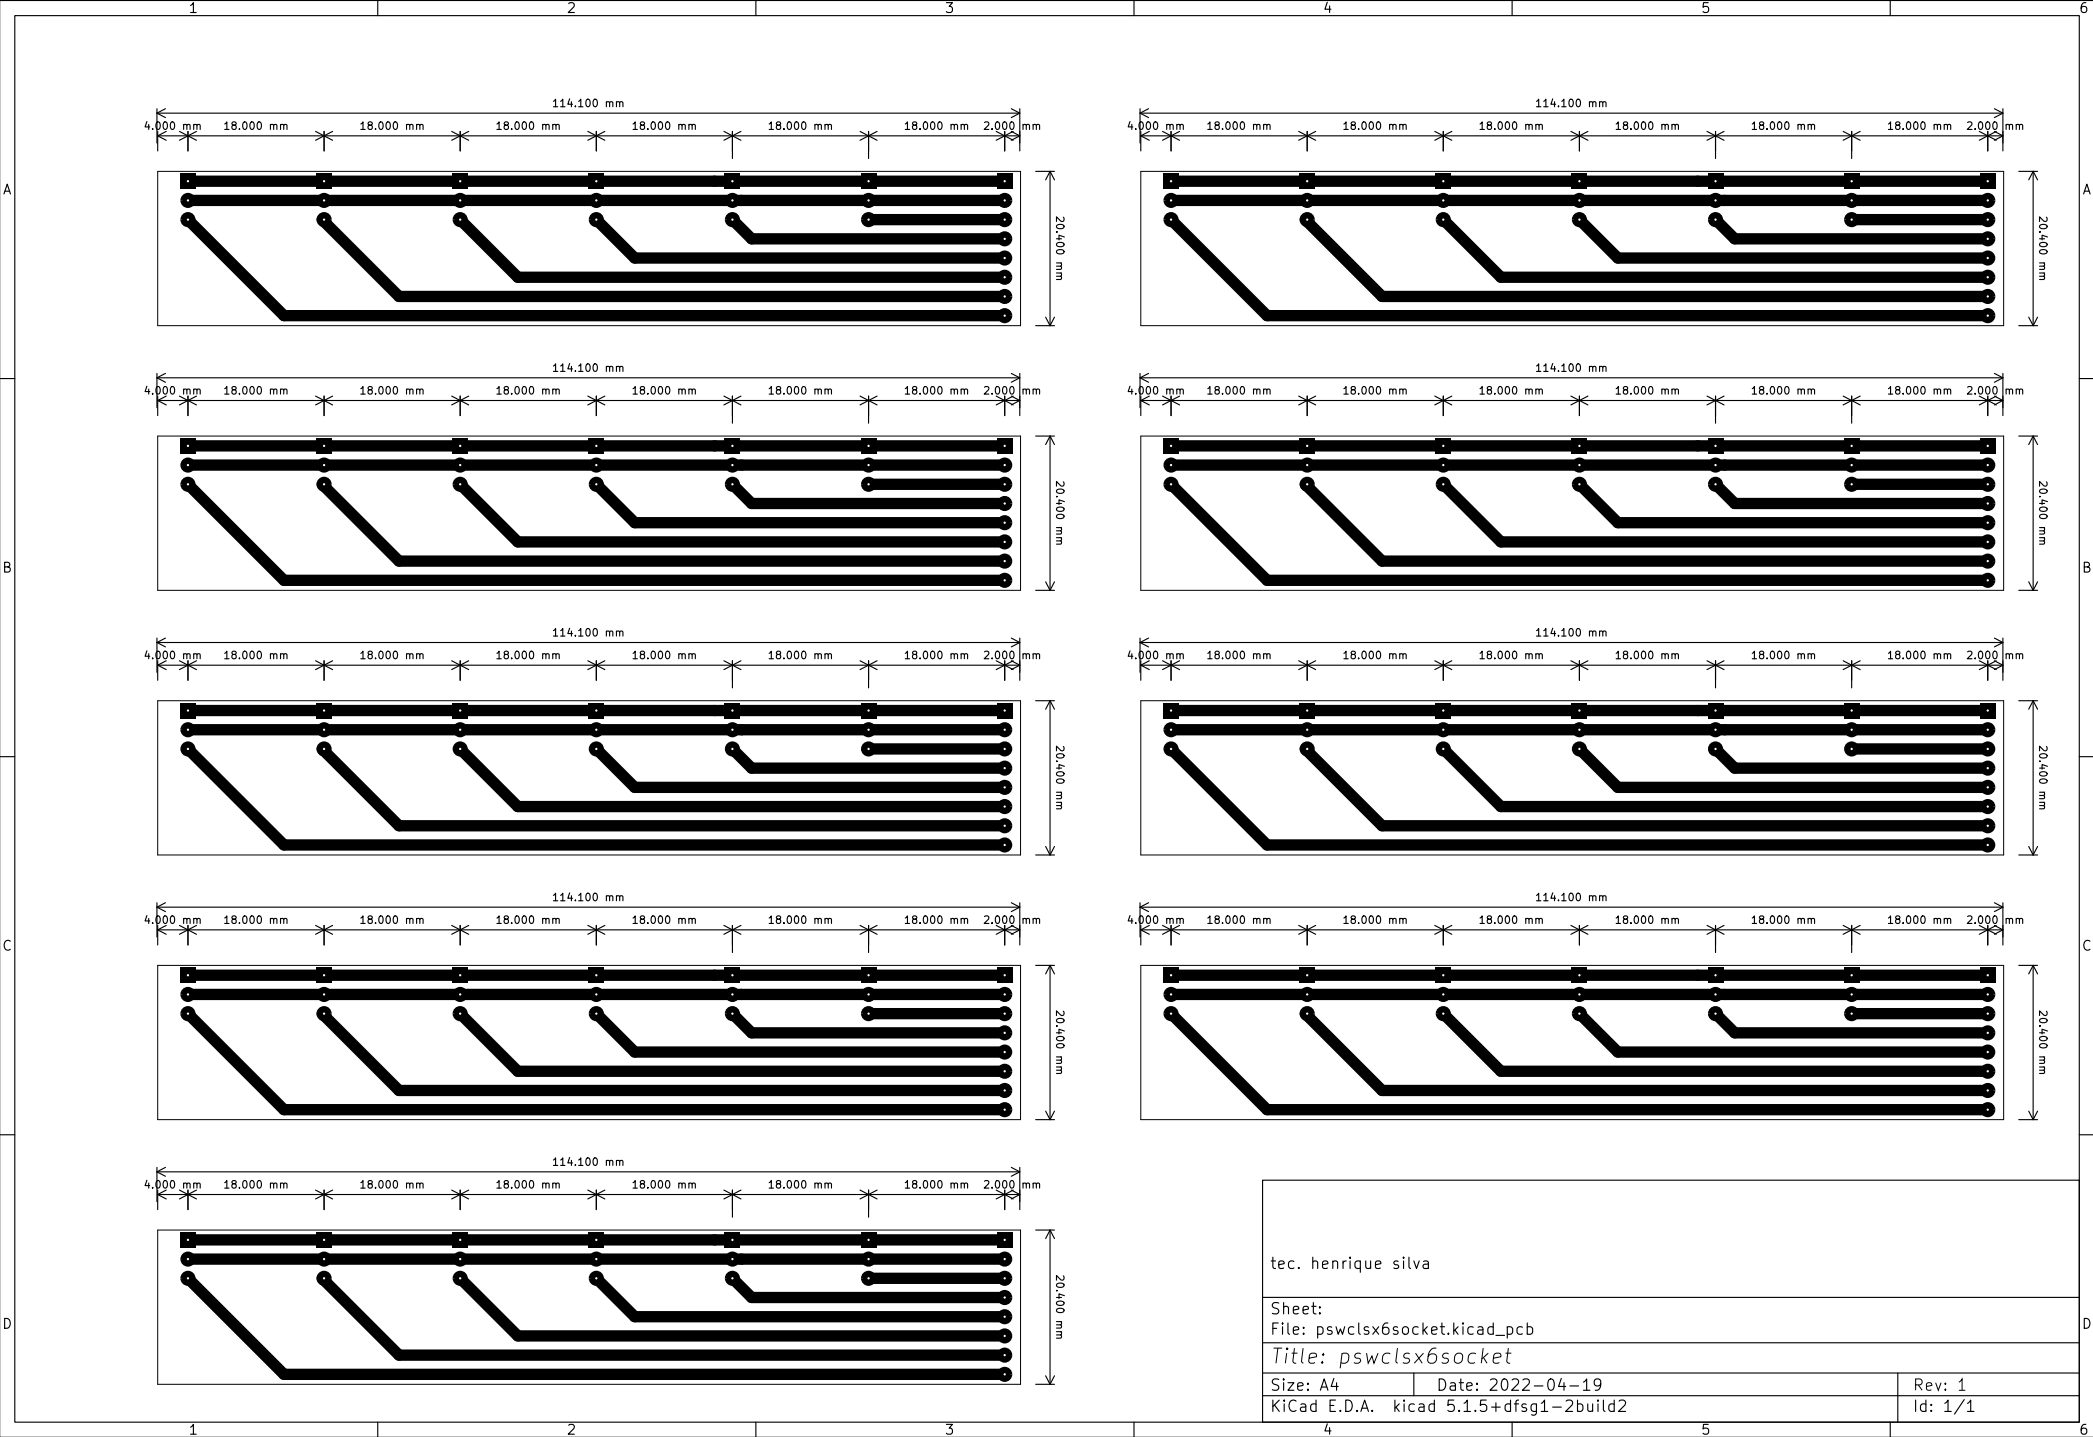 1 2 3 4 5 6
114.100 mm
4.000 mm 18.000 mm 18.000 mm 18.000 mm 18.000 mm 18.000 mm 18.000 mm 2.000 mm
20.400 mm
114.100 mm
4.000 mm 18.000 mm 18.000 mm 18.000 mm 18.000 mm 18.000 mm 18.000 mm 2.000 mm
20.400 mm
A A
114.100 mm
4.000 mm 18.000 mm 18.000 mm 18.000 mm 18.000 mm 18.000 mm 18.000 mm 2.000 mm
20.400 mm
114.100 mm
4.000 mm 18.000 mm 18.000 mm 18.000 mm 18.000 mm 18.000 mm 18.000 mm 2.000 mm
20.400 mm
B B
114.100 mm
4.000 mm 18.000 mm 18.000 mm 18.000 mm 18.000 mm 18.000 mm 18.000 mm 2.000 mm
20.400 mm
114.100 mm
4.000 mm 18.000 mm 18.000 mm 18.000 mm 18.000 mm 18.000 mm 18.000 mm 2.000 mm
20.400 mm
114.100 mm
4.000 mm 18.000 mm 18.000 mm 18.000 mm 18.000 mm 18.000 mm 18.000 mm 2.000 mm
20.400 mm
114.100 mm
4.000 mm 18.000 mm 18.000 mm 18.000 mm 18.000 mm 18.000 mm 18.000 mm 2.000 mm
20.400 mm
C C
114.100 mm
4.000 mm 18.000 mm 18.000 mm 18.000 mm 18.000 mm 18.000 mm 18.000 mm 2.000 mm
20.400 mm
D D
tec. henrique silva
Sheet:
File: pswclsx6socket.kicad_pcb
Title: pswclsx6socket
Size: A4 Date: 2022-04-19 Rev: 1
KiCad E.D.A. kicad 5.1.5+dfsg1-2build2 Id: 1/1
1 2 3 4 5 6